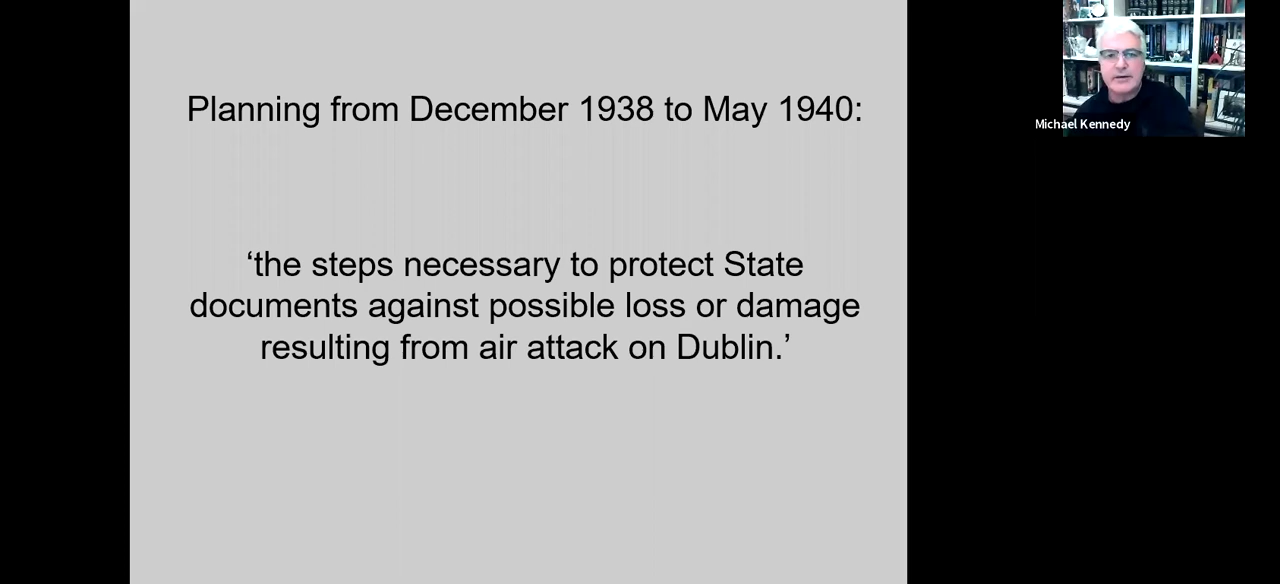 Planning from December 1938 to May 1940:
‘the steps necessary to protect State
documents against possible loss or damage
resulting from air attack on Dublin.’
Michael Kennedy